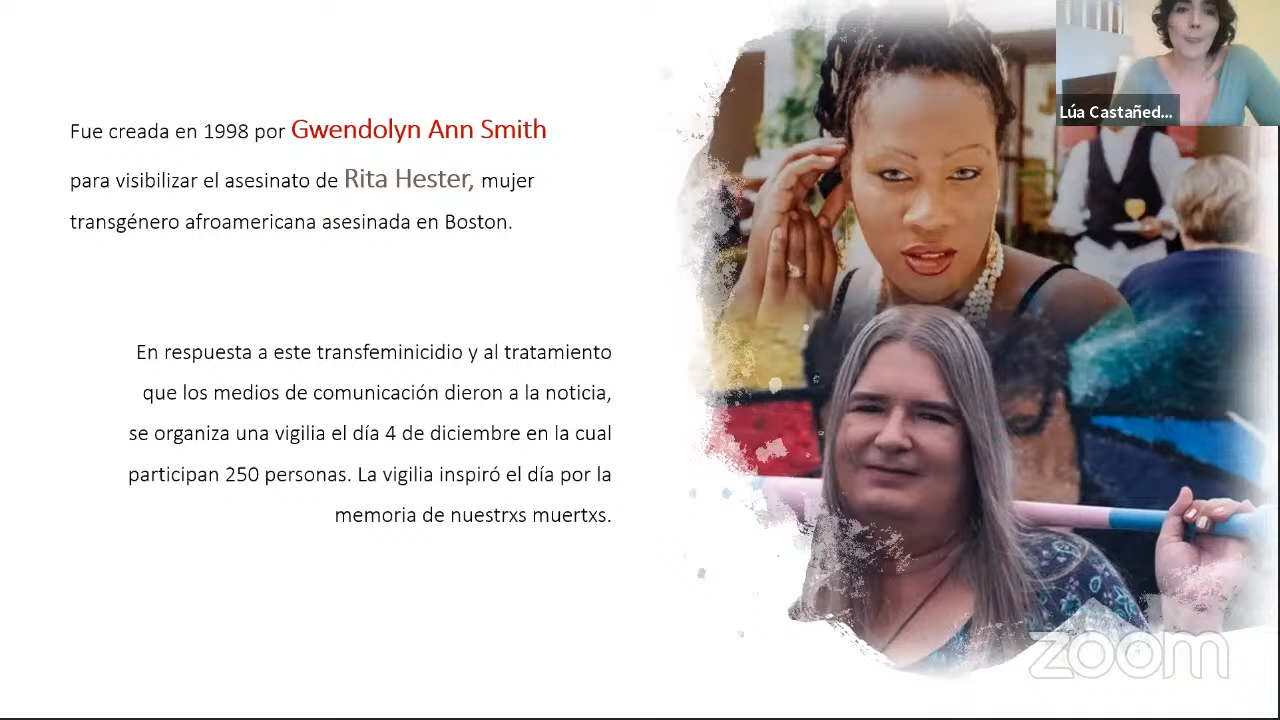 Fue creada en 1998 por Gwendolyn Ann Smith
para visibilizar el asesinato de Rita Hester, mujer
transgénero afroamericana asesinada en Boston.
En respuesta a este transfeminicidio y al tratamiento
que los medios de comunicación dieron a la noticia,
se organiza una vigilia el día 4 de diciembre en la cual
participan 250 personas. La vigilia inspiró el día por la
memoria de nuestrxs muertxs.
Lúa Castañed...
zoom